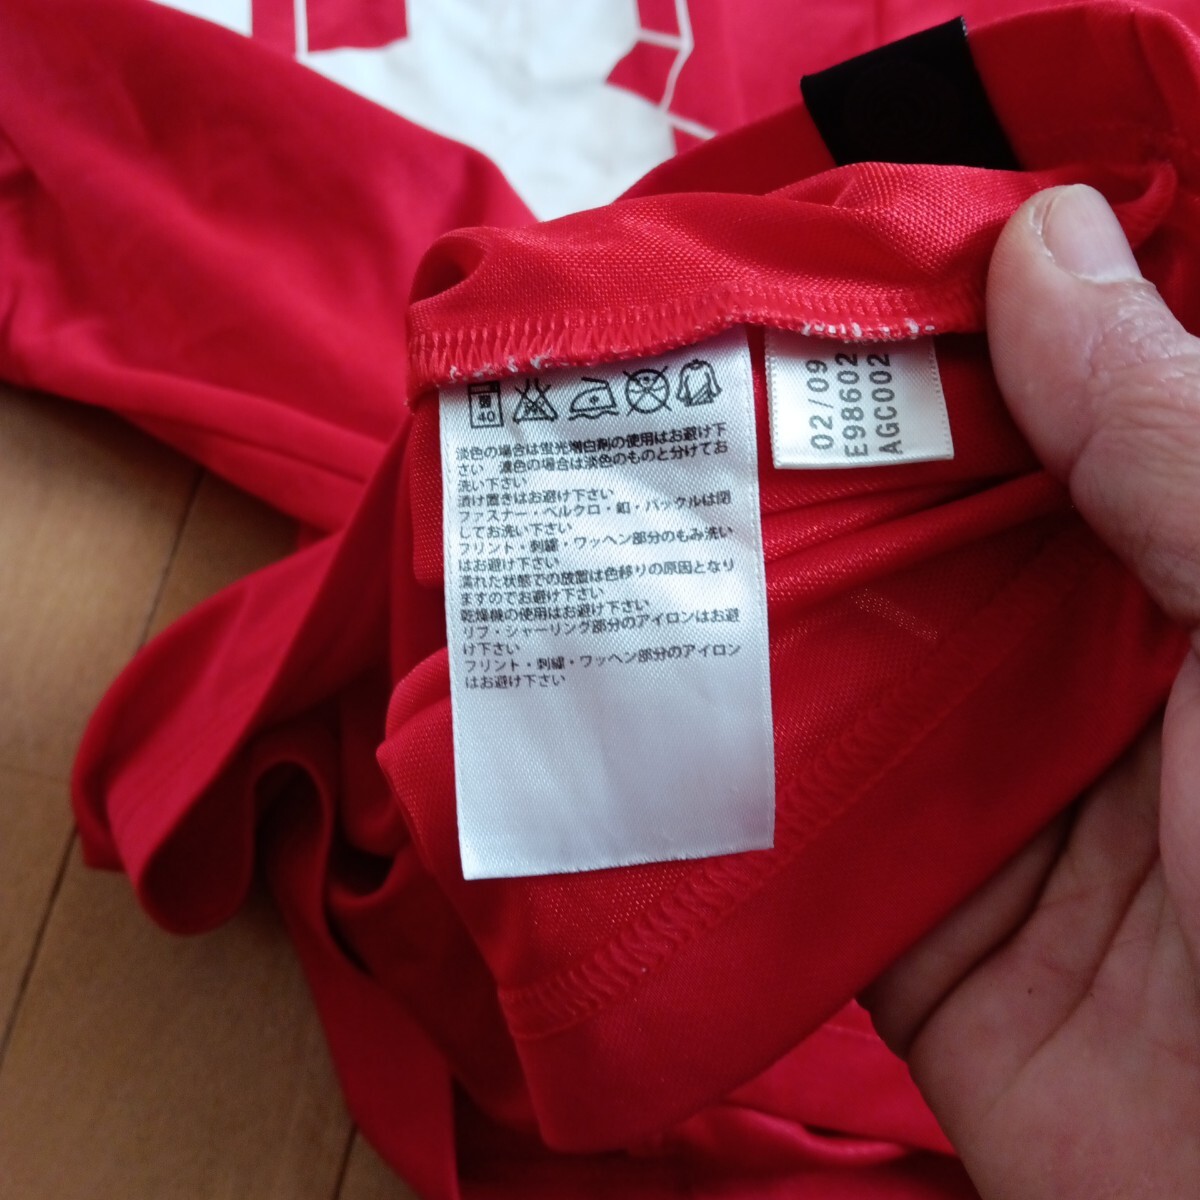 弱
40
淡色の場合は蛍光増白剤の使用はお避け下
さい　濃色の場合は淡色のものと分けてお
洗い下さい
漬け置きはお避け下さい
ファスナー・ベルクロ・釦・バックルは閉
してお洗い下さい
プリント・刺繍・ワッペン部分のもみ洗い
はお避け下さい
濡れた状態での放置は色移りの原因となり
ますのでお避け下さい
乾燥機の使用はお避け下さい
リブ・シャーリング部分のアイロンはお避
け下さい
プリント・刺繍・ワッペン部分のアイロン
はお避け下さい
02/09
E98602
AGC002